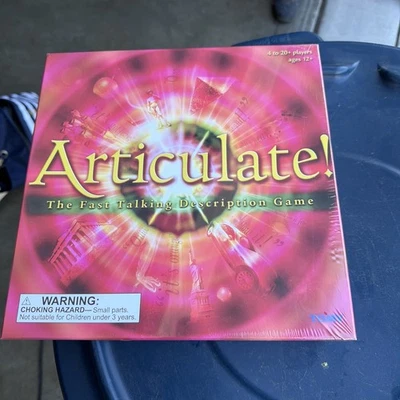 4 to 20+ players
ages 12+
Articulate!
The Fast Talking Description Game
WARNING:
CHOKING HAZARD—Small parts.
Not suitable for Children under 3 years.